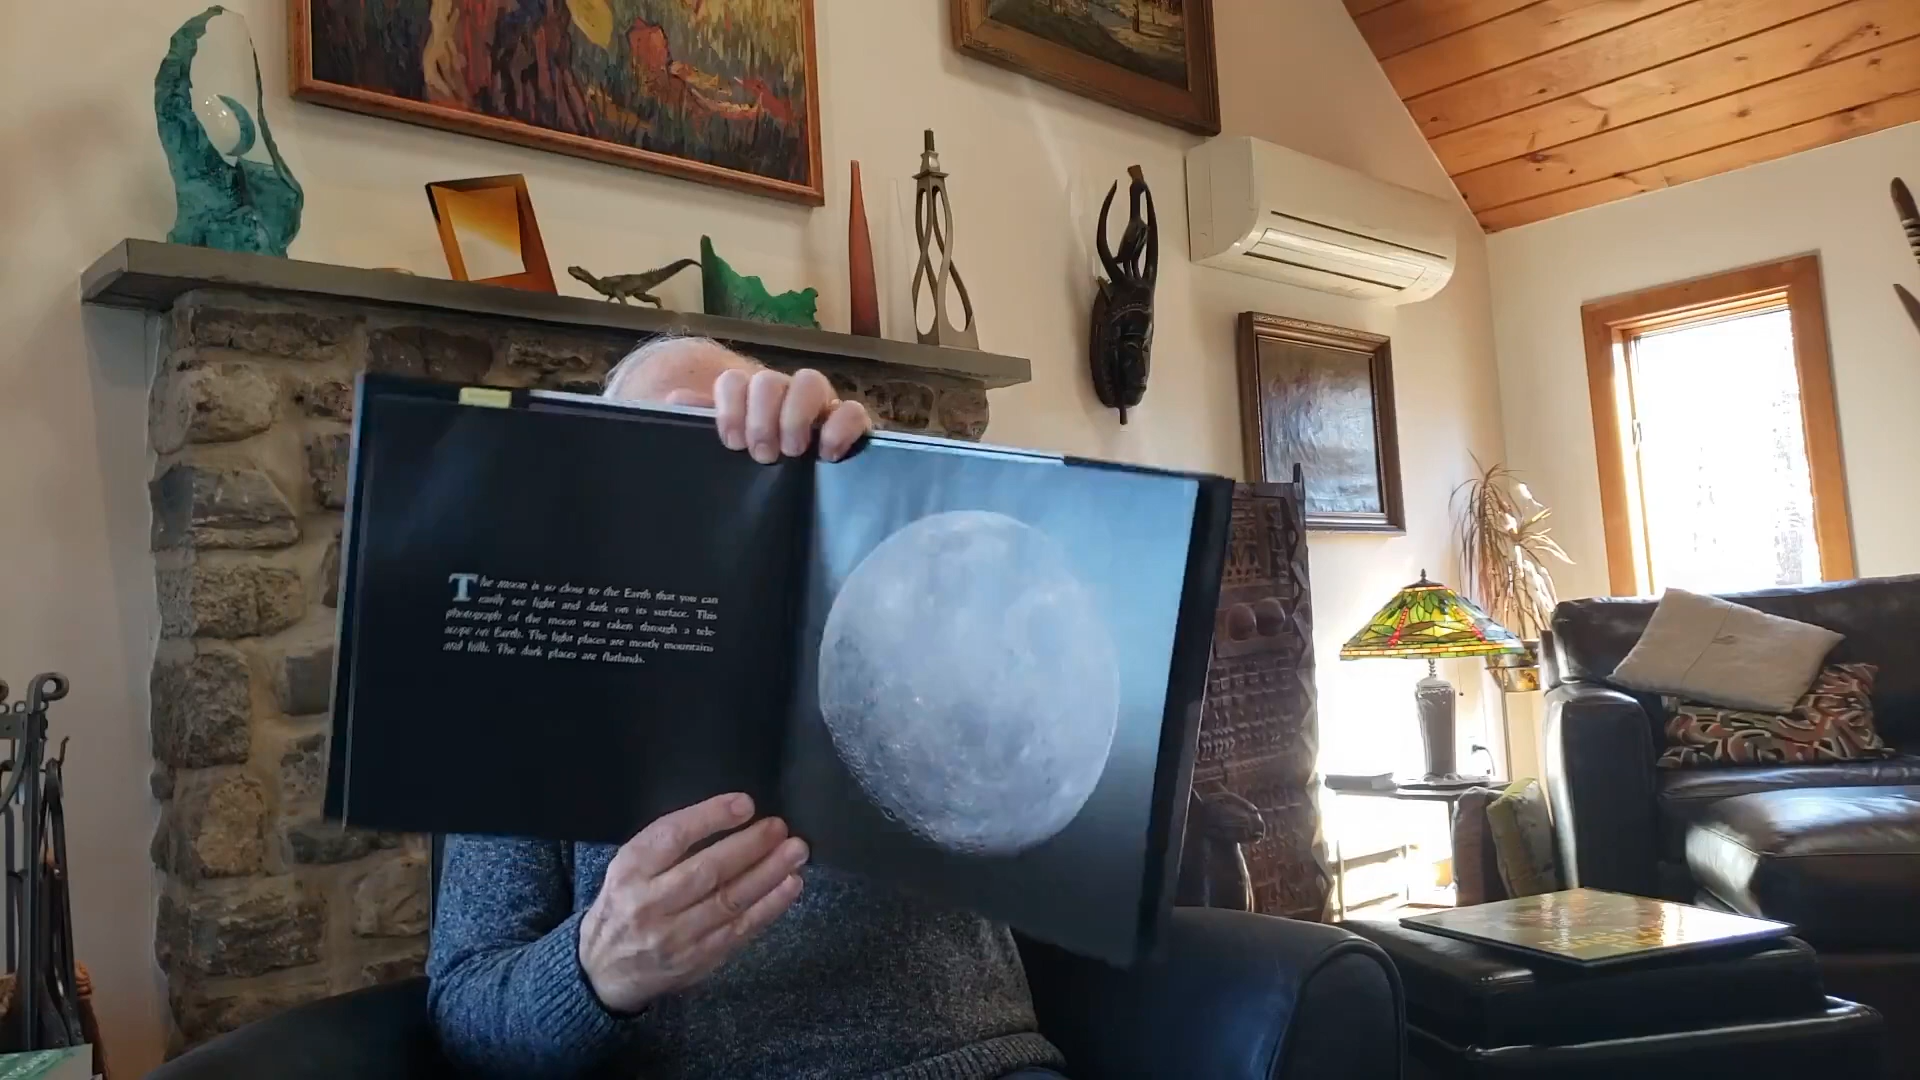 The moon is so close to the Earth that you can
easily see light and dark on its surface. This
photograph of the moon was taken through a tele-
scope on Earth. The light places are mostly mountains
and hills. The dark places are flatlands.